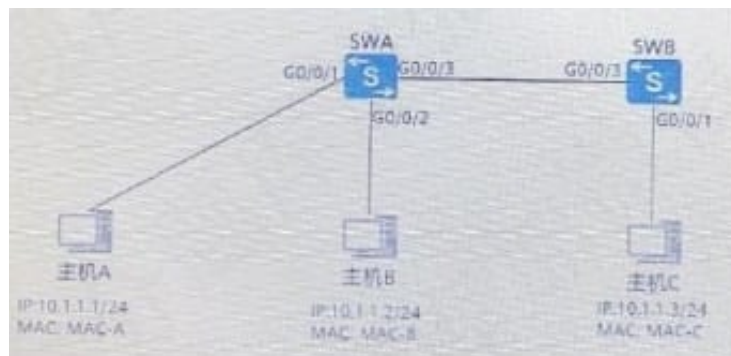 SWA
SWB
G0/0/1
G0/0/3
G0/0/3
S
S
G0/0/2
G0/0/1
主机A
主机B
主机C
IP:10.1.1.1/24
MAC: MAC-A
IP:10.1.1.2/24
MAC: MAC-B
IP:10.1.1.3/24
MAC: MAC-C